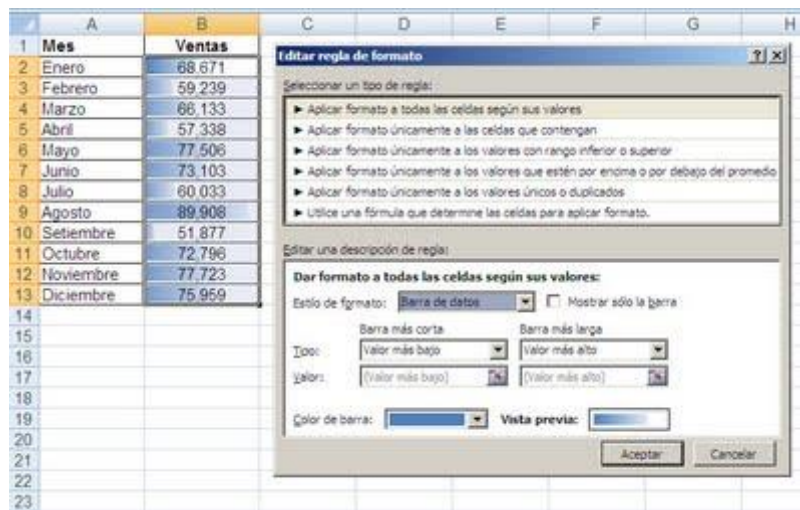 A B C D E F G H
1 Mes Ventas
2 Enero 68,671
3 Febrero 59,239
4 Marzo 66,133
5 Abril 57,338
6 Mayo 77,506
7 Junio 73,103
8 Julio 60,033
9 Agosto 89,908
10 Setiembre 51,877
11 Octubre 72,796
12 Noviembre 77,723
13 Diciembre 75,959
14
15
16
17
18
19
20
21
22
23
Editar regla de formato
Seleccionar un tipo de regla:
► Aplicar formato a todas las celdas según sus valores
► Aplicar formato únicamente a las celdas que contengan
► Aplicar formato únicamente a los valores con rango inferior o superior
► Aplicar formato únicamente a los valores que estén por encima o por debajo del promedio
► Aplicar formato únicamente a los valores únicos o duplicados
► Utilice una fórmula que determine las celdas para aplicar formato.
Editar una descripción de regla:
Dar formato a todas las celdas según sus valores:
Estilo de formato: Barra de datos Mostrar sólo la barra
Barra más corta Barra más larga
Tipo: Valor más bajo Valor más alto
Valor: (Valor más bajo) (Valor más alto)
Color de barra: Vista previa:
Aceptar Cancelar